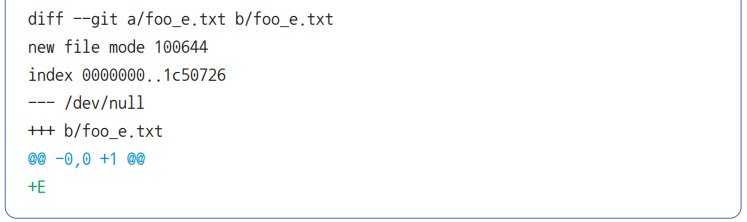 diff --git a/foo_e.txt b/foo_e.txt
new file mode 100644
index 0000000..1c50726
--- /dev/null
+++ b/foo_e.txt
@@ -0,0 +1 @@
+E